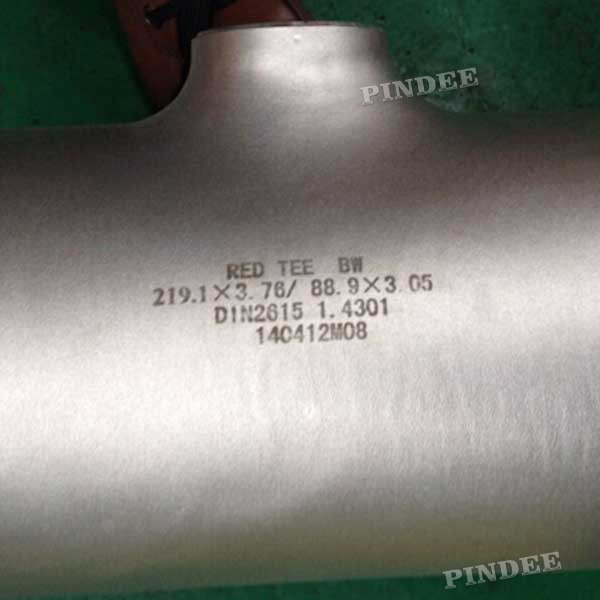 PINDEE
RED TEE BW
219.1×3.76/ 88.9×3.05
DIN2615 1.4301
140412M08
PINDEE